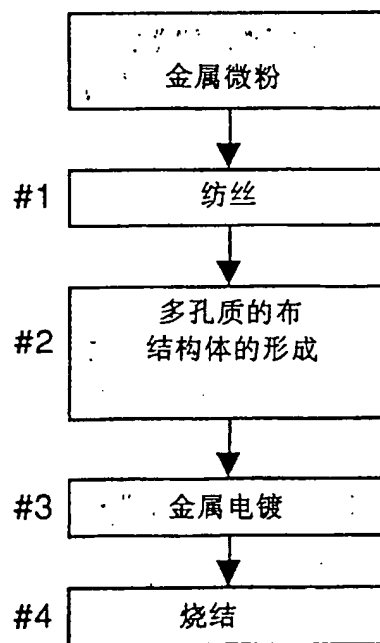 金属微粉
#1 纺丝
#2 多孔质的布
结构体的形成
#3 金属电镀
#4 烧结